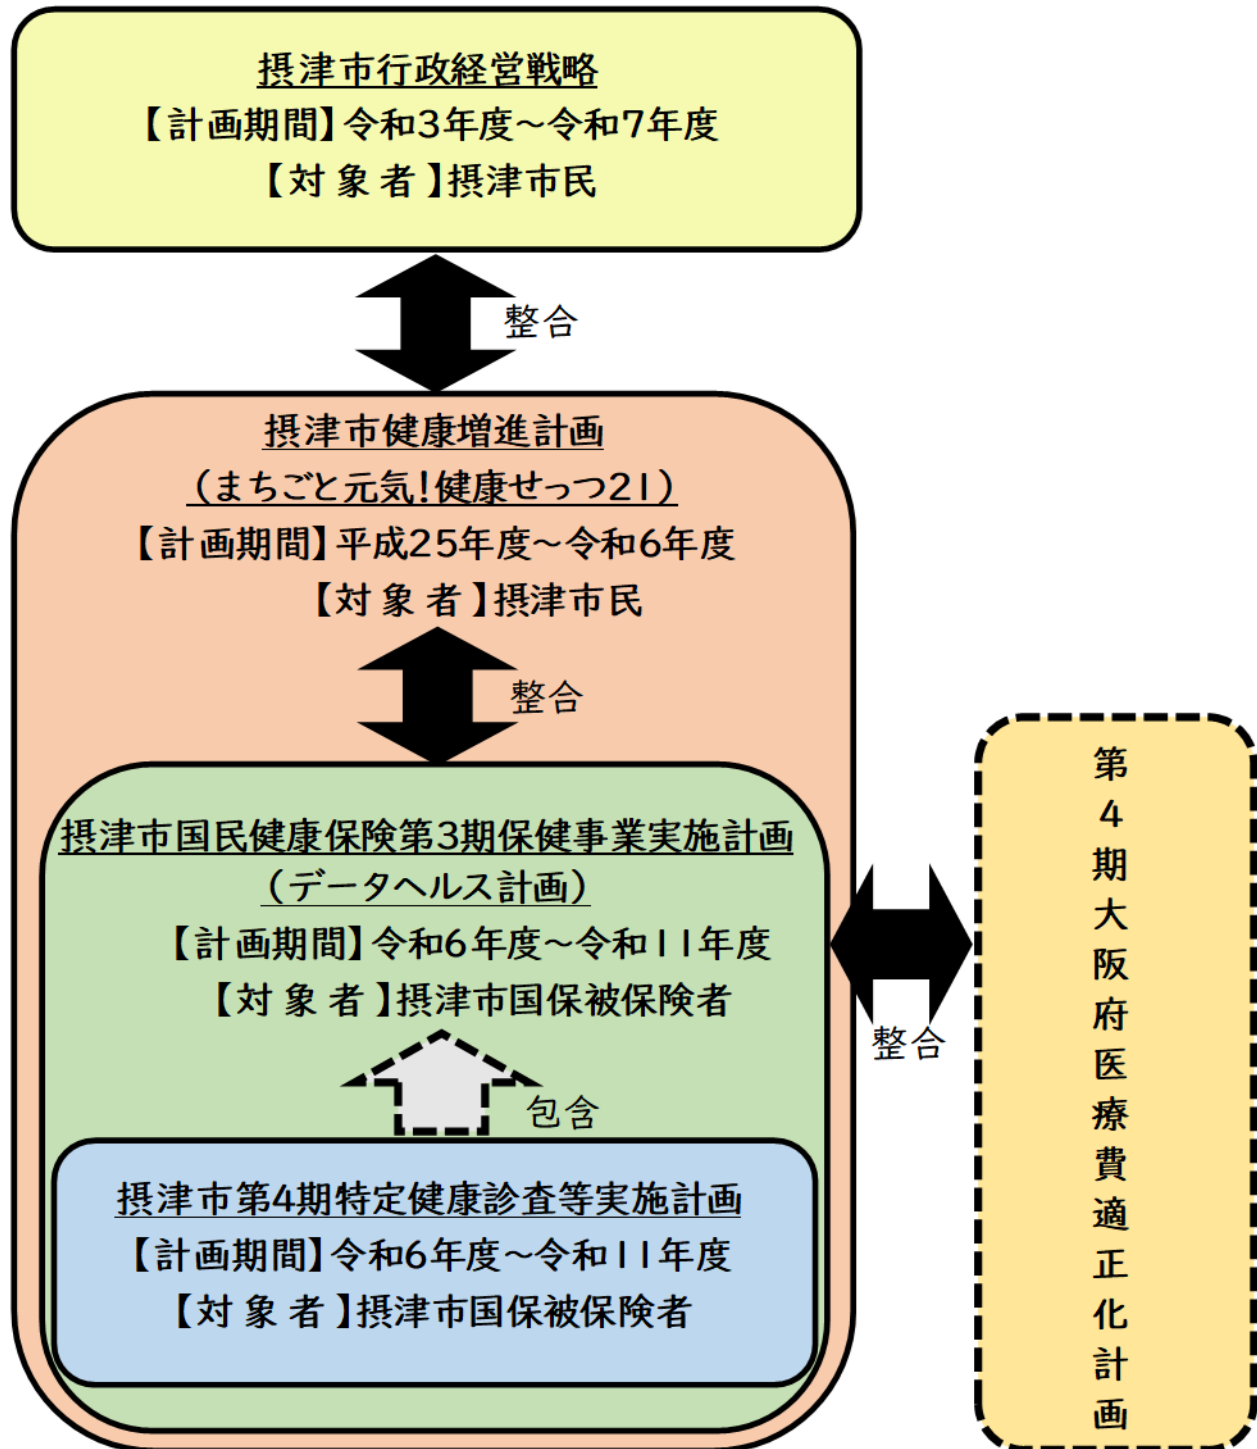 摂津市行政経営戦略
【計画期間】令和3年度～令和7年度
【対 象 者】摂津市民
整合
摂津市健康増進計画
（まちごと元気！健康せっつ21）
【計画期間】平成25年度～令和6年度
【対 象 者】摂津市民
整合
摂津市国民健康保険第3期保健事業実施計画
（データヘルス計画）
【計画期間】令和6年度～令和11年度
【対 象 者】摂津市国保被保険者
整合
包含
摂津市第4期特定健康診査等実施計画
【計画期間】令和6年度～令和11年度
【対 象 者】摂津市国保被保険者
第4期大阪府医療費適正化計画